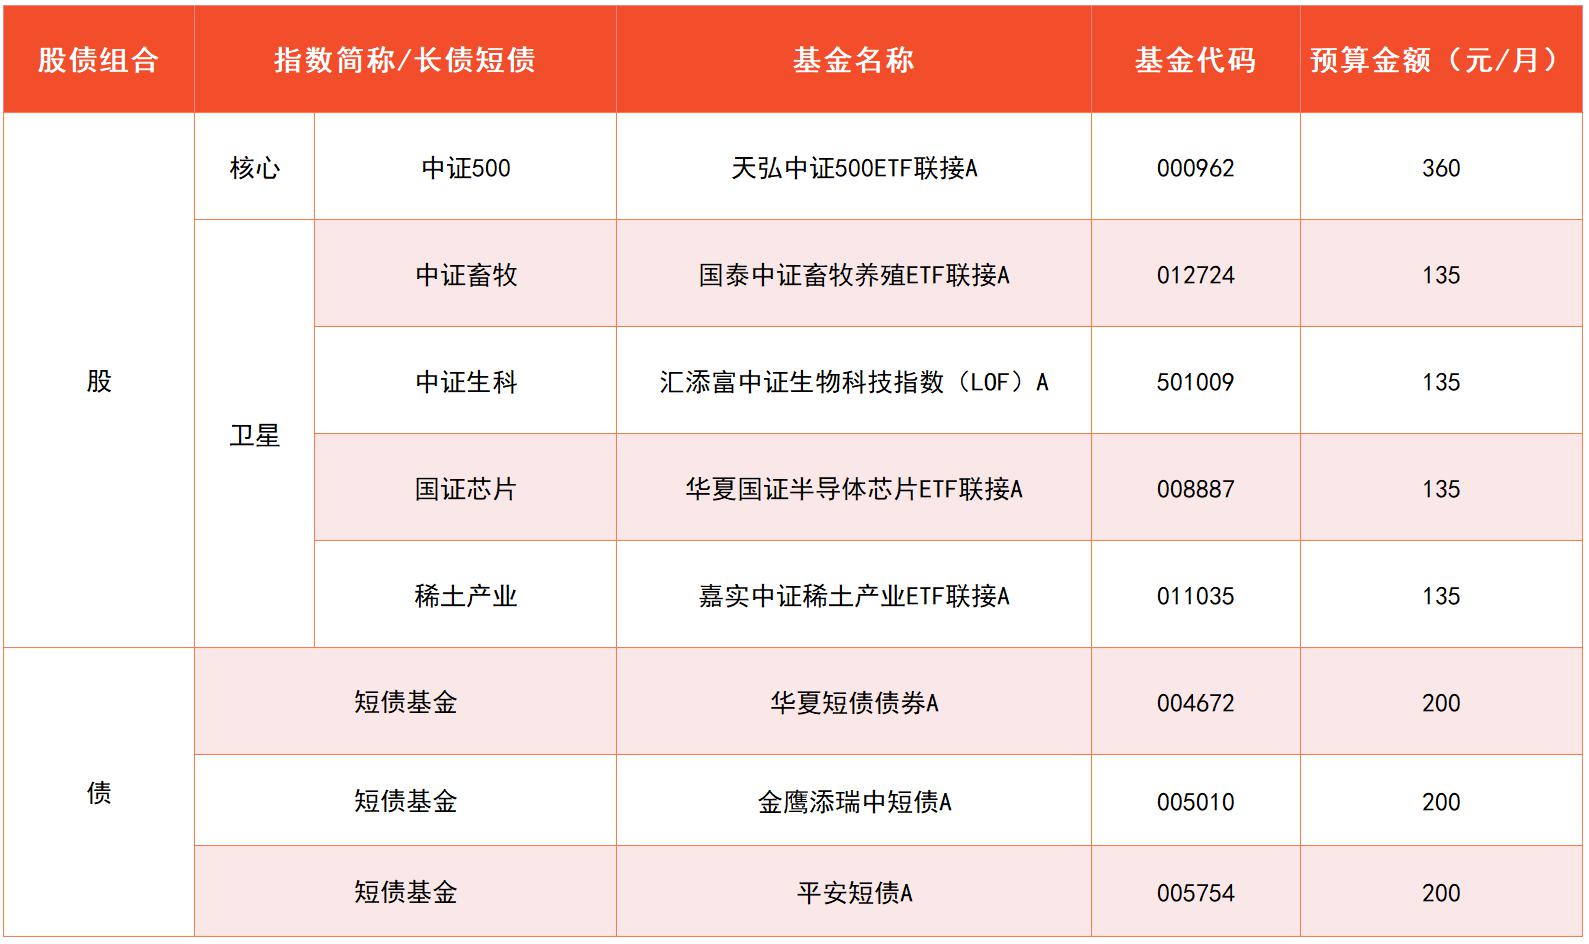 股债组合 指数简称/长债短债 基金名称 基金代码 预算金额（元/月）
股 核心 中证500 天弘中证500ETF联接A 000962 360
卫星 中证畜牧 国泰中证畜牧养殖ETF联接A 012724 135
中证生科 汇添富中证生物科技指数（LOF）A 501009 135
国证芯片 华夏国证半导体芯片ETF联接A 008887 135
稀土产业 嘉实中证稀土产业ETF联接A 011035 135
债 短债基金 华夏短债债券A 004672 200
短债基金 金鹰添瑞中短债A 005010 200
短债基金 平安短债A 005754 200